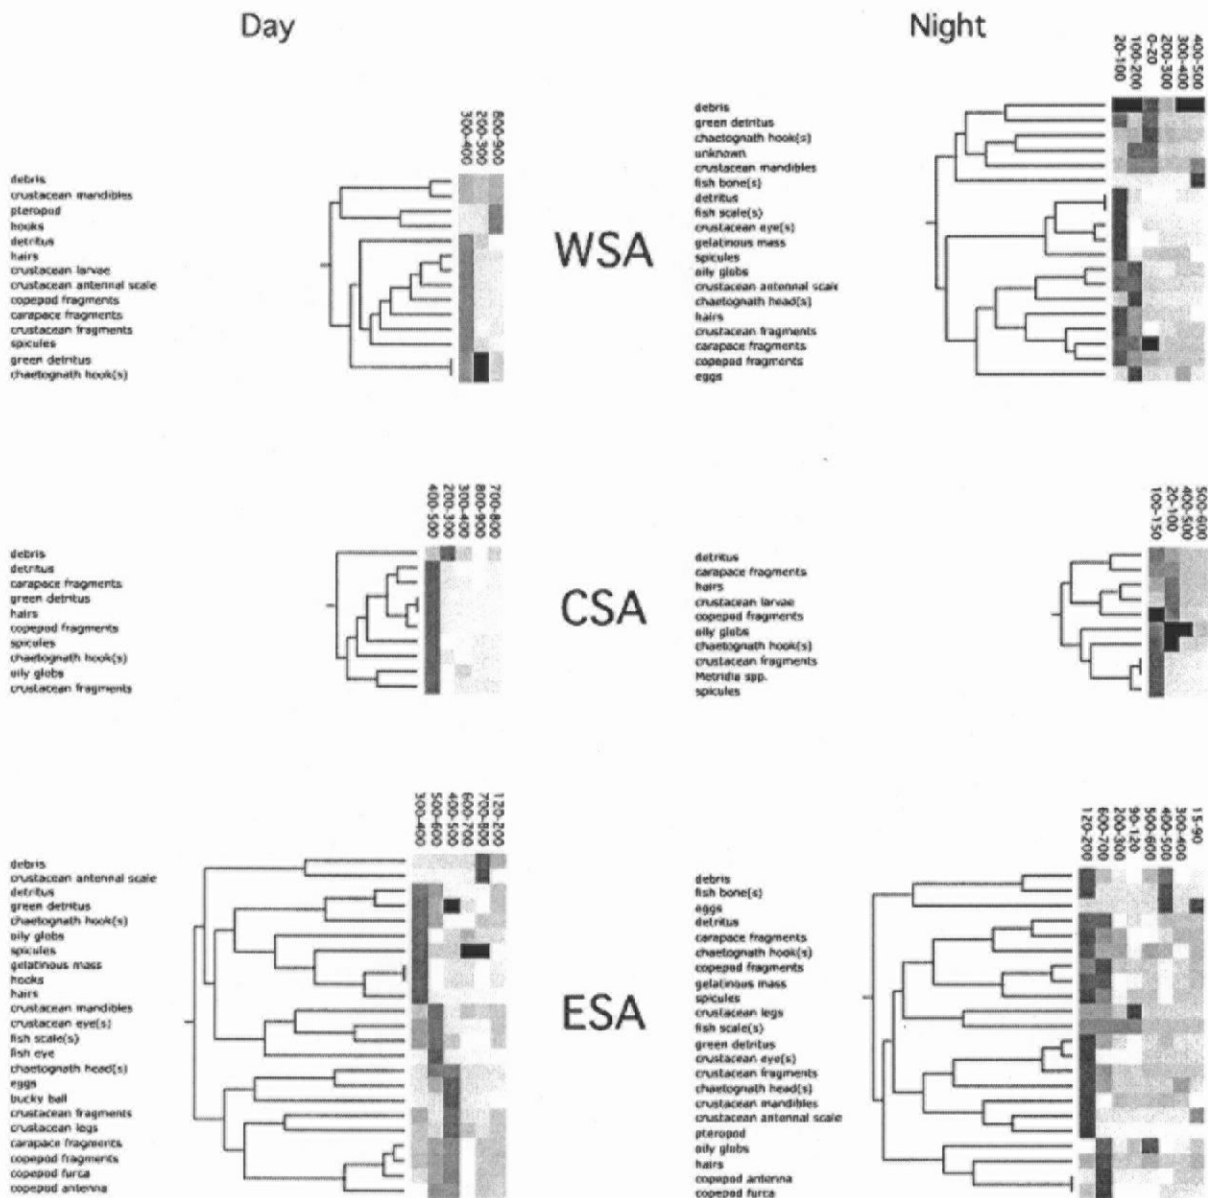 Day
Night
300-400
200-300
800-900
debris
crustacean mandibles
pteropod
hooks
detritus
hairs
crustacean larvae
crustacean antennal scale
copepod fragments
carapace fragments
crustacean fragments
spicules
green detritus
chaetognath hook(s)
WSA
20-100
100-200
0-20
200-300
300-400
400-500
debris
green detritus
chaetognath hook(s)
unknown
crustacean mandibles
fish bone(s)
detritus
fish scale(s)
crustacean eye(s)
gelatinous mass
spicules
oily globs
crustacean antennal scale
chaetognath head(s)
hairs
crustacean fragments
carapace fragments
copepod fragments
eggs
400-500
200-300
300-400
800-900
700-800
debris
detritus
carapace fragments
green detritus
hairs
copepod fragments
spicules
chaetognath hook(s)
oily globs
crustacean fragments
CSA
100-150
20-100
400-500
500-600
detritus
carapace fragments
hairs
crustacean larvae
copepod fragments
oily globs
chaetognath hook(s)
crustacean fragments
Metridia spp.
spicules
300-400
500-600
400-500
600-700
700-800
120-200
debris
crustacean antennal scale
detritus
green detritus
chaetognath hook(s)
oily globs
spicules
gelatinous mass
hooks
hairs
crustacean mandibles
crustacean eye(s)
fish scale(s)
fish eye
chaetognath head(s)
eggs
bucky ball
crustacean fragments
crustacean legs
carapace fragments
copepod fragments
copepod furca
copepod antenna
ESA
120-200
600-700
200-300
90-120
500-600
400-500
300-400
15-90
debris
fish bone(s)
eggs
detritus
carapace fragments
chaetognath hook(s)
copepod fragments
gelatinous mass
spicules
crustacean legs
fish scale(s)
green detritus
crustacean eye(s)
crustacean fragments
chaetognath head(s)
crustacean mandibles
crustacean antennal scale
pteropod
oily globs
hairs
copepod antenna
copepod furca